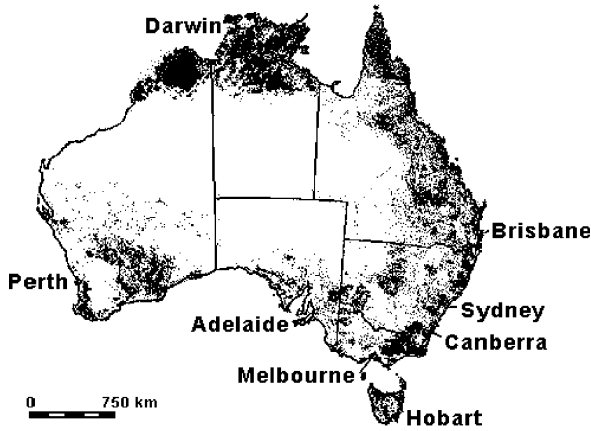 Darwin
Brisbane
Perth
Sydney
Adelaide
Canberra
Melbourne
0 750 km
Hobart